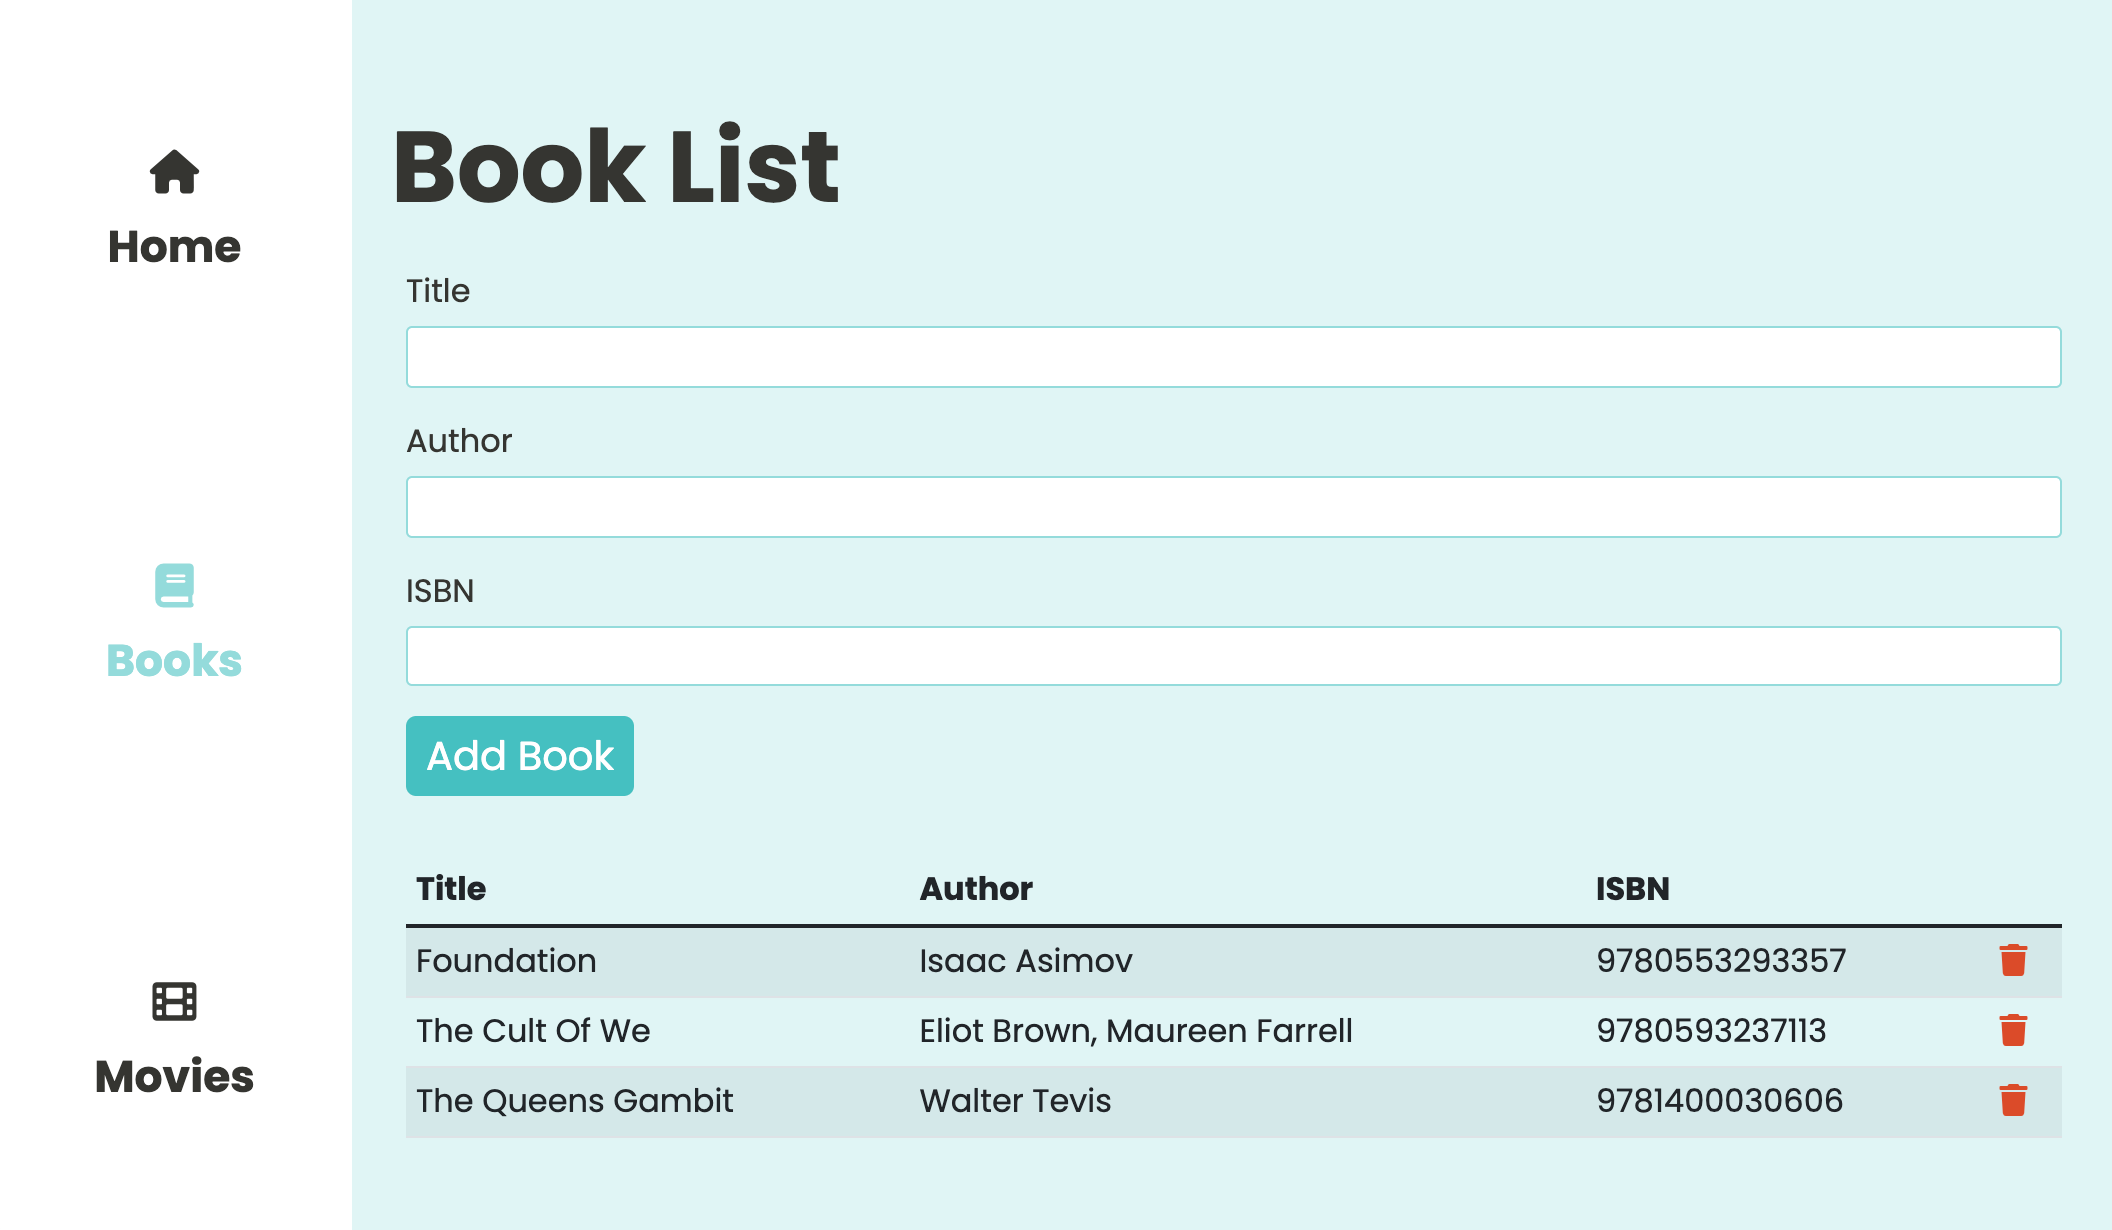 Home
Books
Movies
Book List
Title
Author
ISBN
Add Book
Title Author ISBN
Foundation Isaac Asimov 9780553293357
The Cult Of We Eliot Brown, Maureen Farrell 9780593237113
The Queens Gambit Walter Tevis 9781400030606